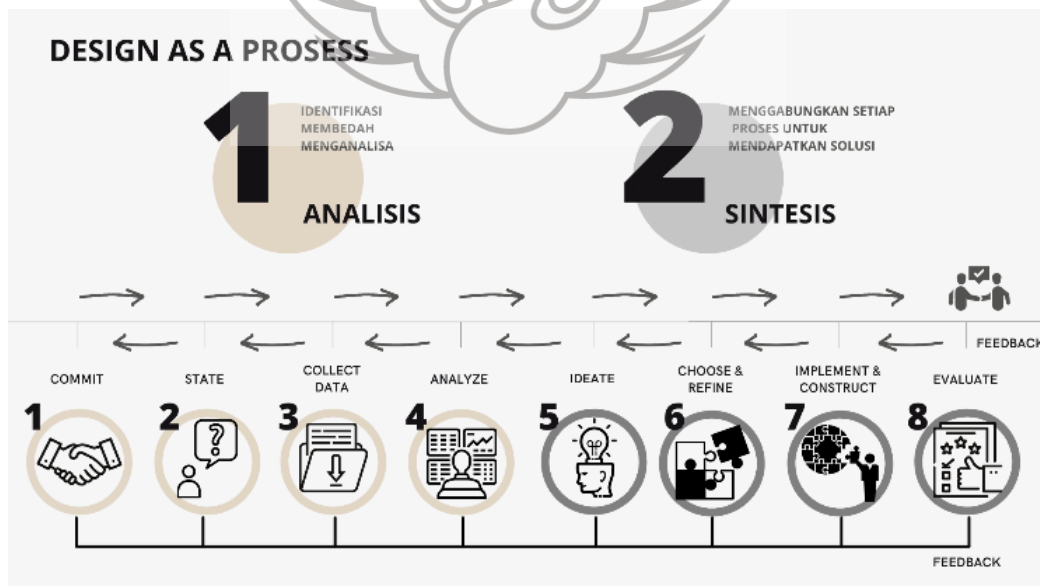 DESIGN AS A PROSESS
1
IDENTIFIKASI
MEMBEDAH
MENGANALISA
ANALISIS
2
MENGGABUNGKAN SETIAP
PROSES UNTUK
MENDAPATKAN SOLUSI
SINTESIS
FEEDBACK
COMMIT
STATE
COLLECT
DATA
ANALYZE
IDEATE
CHOOSE &
REFINE
IMPLEMENT &
CONSTRUCT
EVALUATE
1
2
?
3
4
5
6
7
8
FEEDBACK